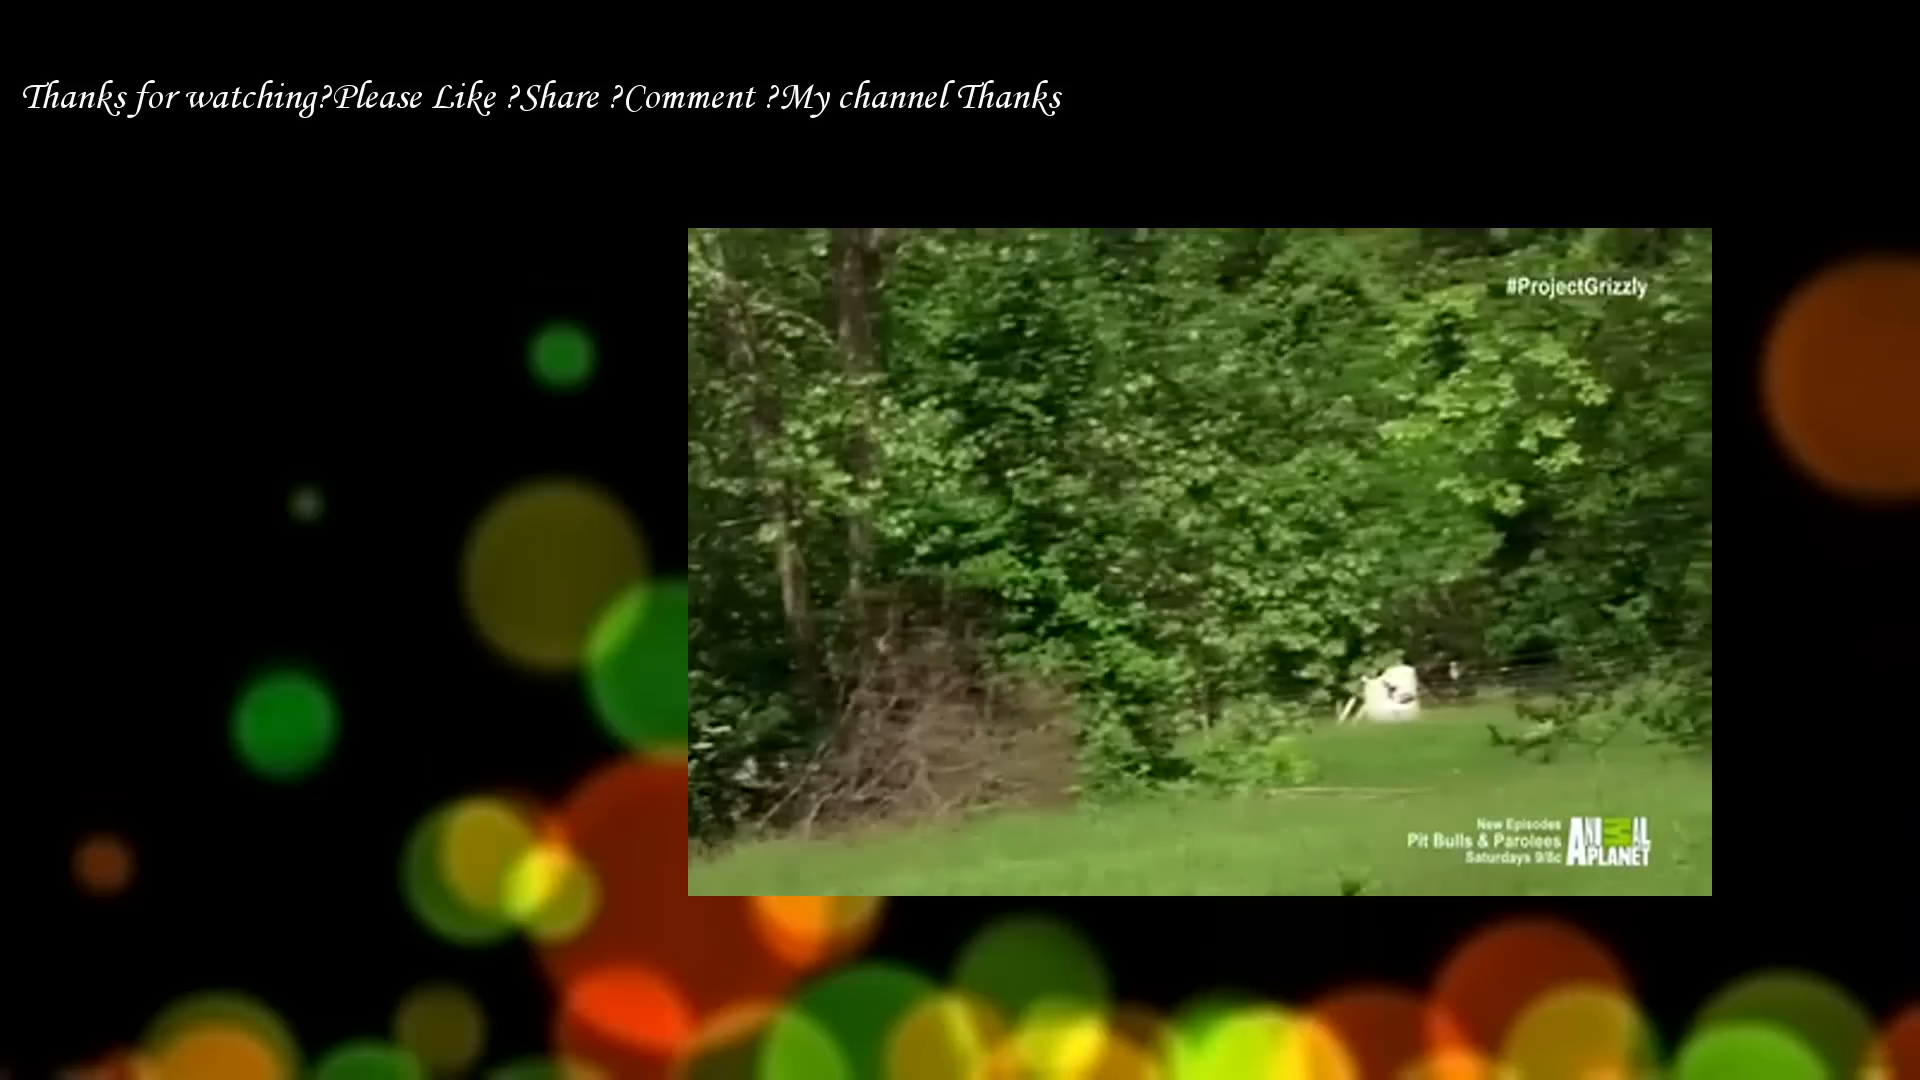 Thanks for watching?Please Like ?Share ?Comment ?My channel Thanks
#ProjectGrizzly
New Episodes
Pit Bulls & Parolees
Saturdays 9/8c
ANIMAL
PLANET